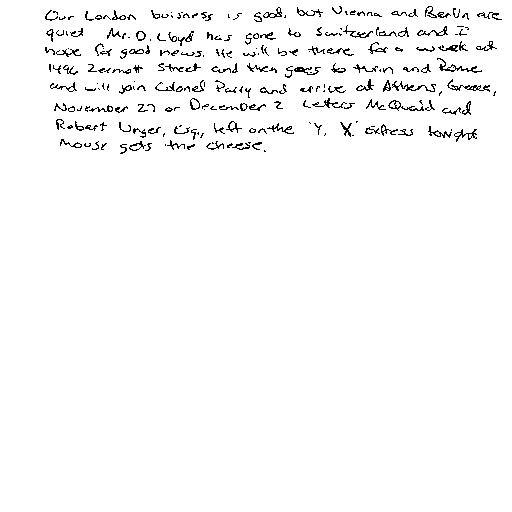 Our London buisness is good, but Vienna and Berlin are
quiet Mr. D. Lloyd has gone to Switzerland and I
hope for good news. He will be there for a week at
1496 Zermott Street and then goes to turin and Rome
and will join Colonel Parry and arrive at Athens, Greece,
November 27 or December 2 Letters McQuaid and
Robert Unger, Esq., left on the 'Y. X.' Express tonight
Mouse gets the cheese.